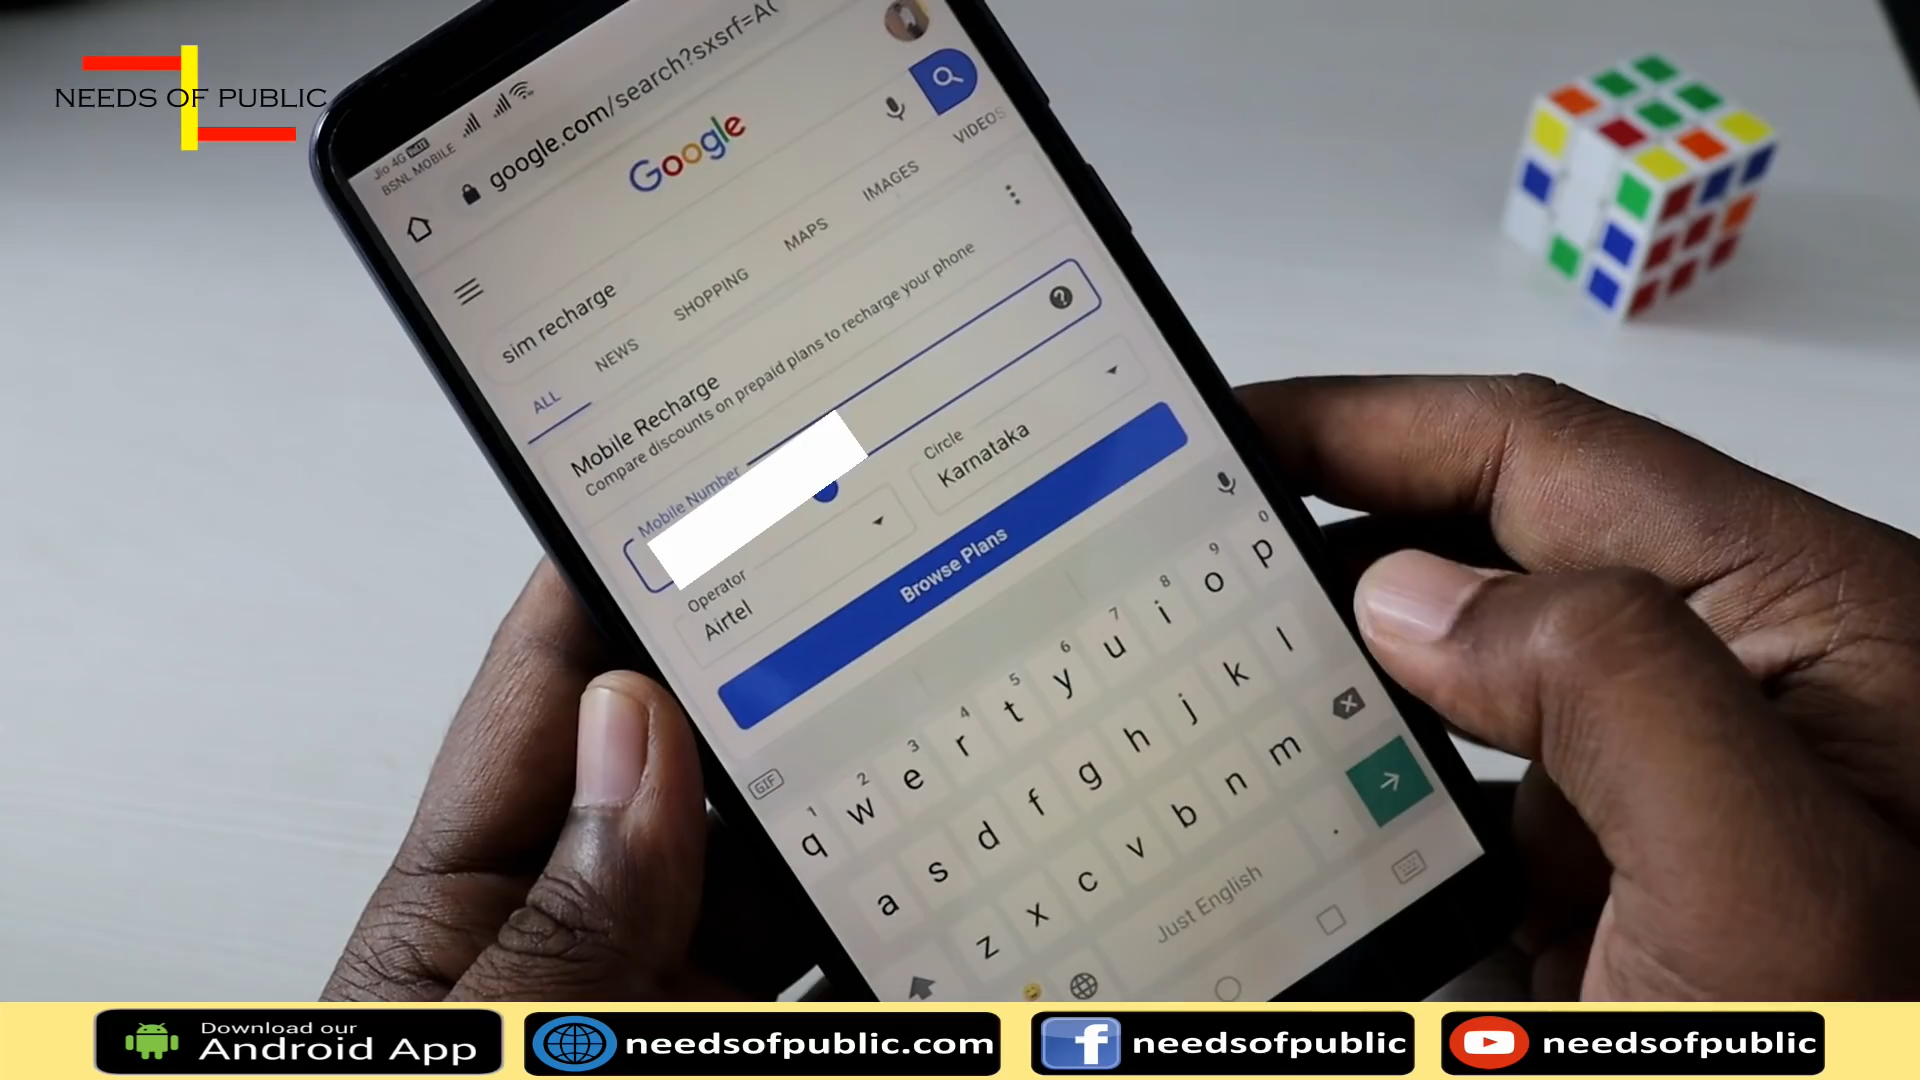 NEEDS OF PUBLIC
Jio 4G VoLTE
BSNL MOBILE
google.com/search?sxsrf=A
Google
sim recharge
ALL
NEWS
SHOPPING
MAPS
IMAGES
VIDEOS
Mobile Recharge
Compare discounts on prepaid plans to recharge your phone
Mobile Number
Operator
Airtel
Circle
Karnataka
Browse Plans
GIF
1 2 3 4 5 6 7 8 9 0
q w e r t y u i o p
a s d f g h j k l
z x c v b n m
Just English .
Download our
Android App
needsofpublic.com
f needsofpublic
needsofpublic